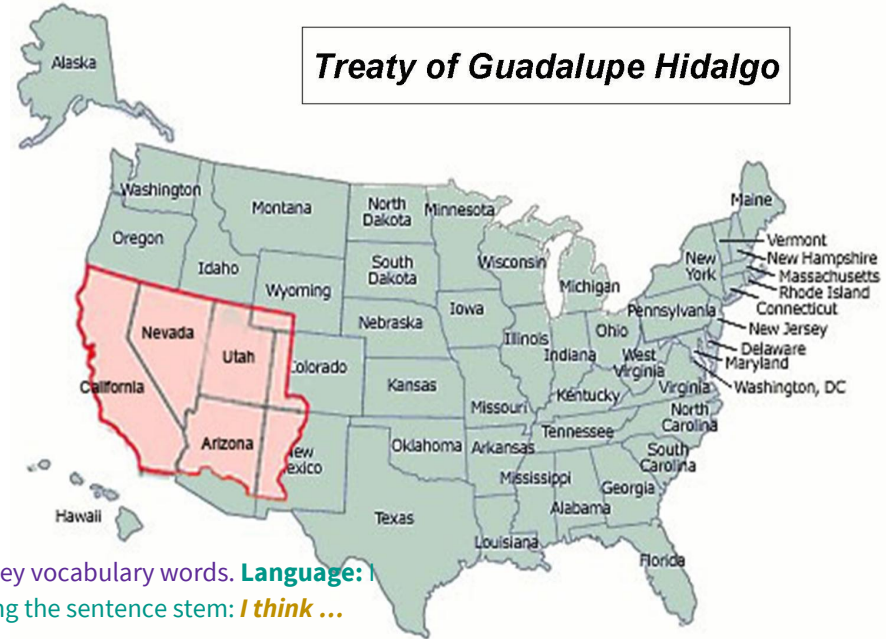 Treaty of Guadalupe Hidalgo
Alaska
Washington
Montana
North
Dakota
Minnesota
Maine
Oregon
Idaho
Wyoming
South
Dakota
Wisconsin
Michigan
New
York
Vermont
New Hampshire
Massachusetts
Rhode Island
Connecticut
New Jersey
Delaware
Maryland
Washington, DC
Nevada
Utah
California
Arizona
Colorado
New
Mexico
Nebraska
Iowa
Illinois
Indiana
Ohio
Pennsylvania
West
Virginia
Virginia
Kansas
Missouri
Kentucky
North
Carolina
Tennessee
South
Carolina
Oklahoma
Arkansas
Mississippi
Alabama
Georgia
Texas
Louisiana
Florida
Hawaii
ey vocabulary words. Language: I
ng the sentence stem: I think ...